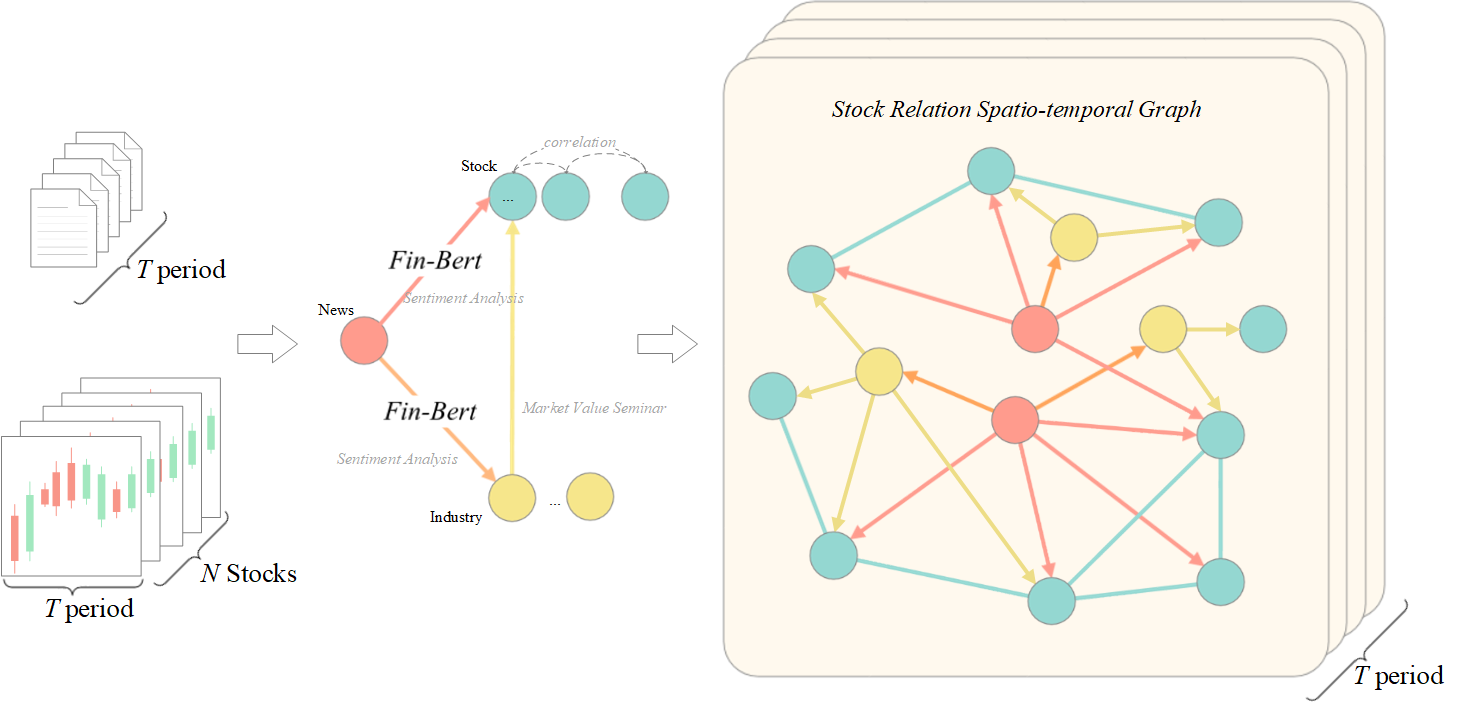 T period
N Stocks
T period
correlation
Stock
...
Fin-Bert
Sentiment Analysis
News
Fin-Bert
Market Value Seminar
Sentiment Analysis
Industry
...
Stock Relation Spatio-temporal Graph
T period